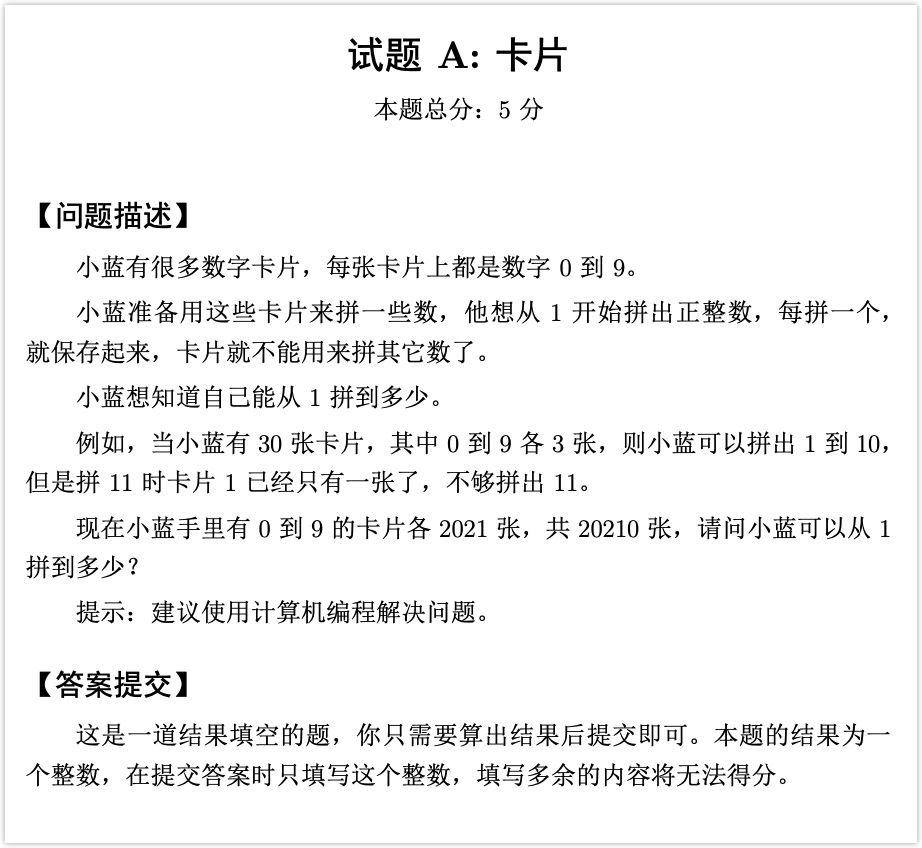 试题 A: 卡片
本题总分：5 分
【问题描述】
小蓝有很多数字卡片，每张卡片上都是数字 0 到 9。
小蓝准备用这些卡片来拼一些数，他想从 1 开始拼出正整数，每拼一个，
就保存起来，卡片就不能用来拼其它数了。
小蓝想知道自己能从 1 拼到多少。
例如，当小蓝有 30 张卡片，其中 0 到 9 各 3 张，则小蓝可以拼出 1 到 10，
但是拼 11 时卡片 1 已经只有一张了，不够拼出 11。
现在小蓝手里有 0 到 9 的卡片各 2021 张，共 20210 张，请问小蓝可以从 1
拼到多少？
提示：建议使用计算机编程解决问题。
【答案提交】
这是一道结果填空的题，你只需要算出结果后提交即可。本题的结果为一
个整数，在提交答案时只填写这个整数，填写多余的内容将无法得分。